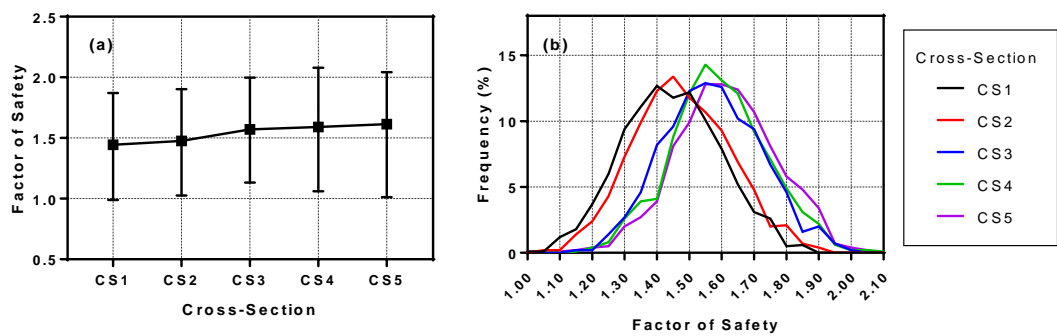 (a)
Factor of Safety
2.5
2.0
1.5
1.0
0.5
CS1 CS2 CS3 CS4 CS5
Cross-Section
(b)
Frequency (%)
15
10
5
0
1.00 1.10 1.20 1.30 1.40 1.50 1.60 1.70 1.80 1.90 2.00 2.10
Factor of Safety
Cross-Section
CS1
CS2
CS3
CS4
CS5